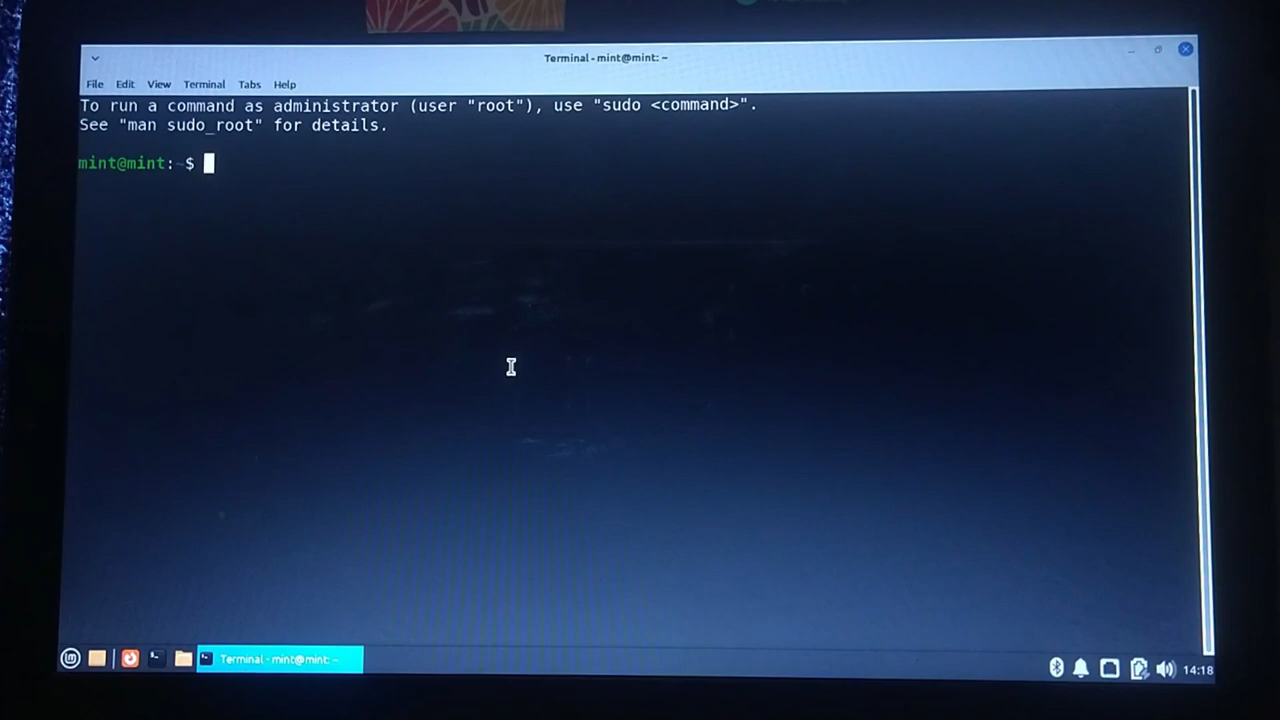 Terminal - mint@mint: ~
File Edit View Terminal Tabs Help
To run a command as administrator (user "root"), use "sudo <command>".
See "man sudo_root" for details.
mint@mint:~$
Terminal - mint@mint: ~
14:18